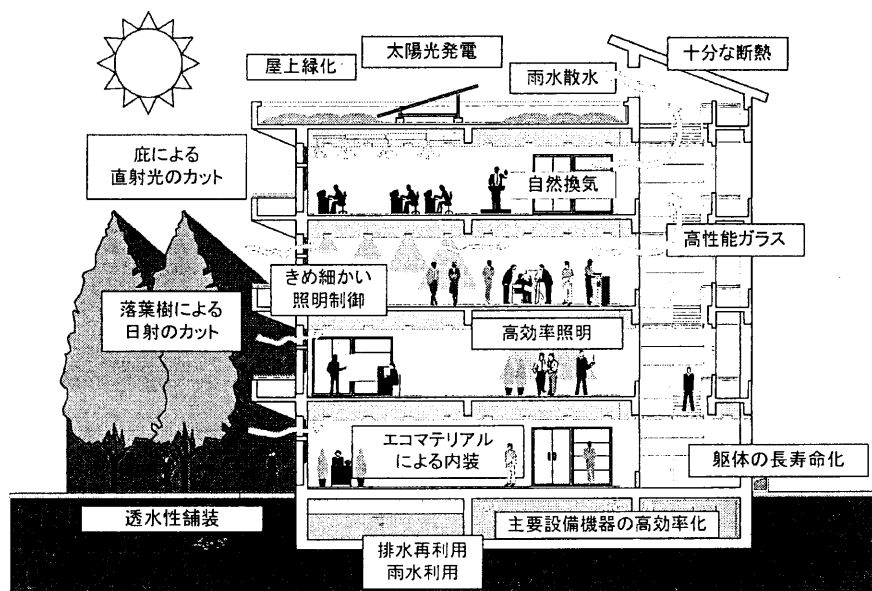 太陽光発電
十分な断熱
屋上緑化
雨水散水
庇による
直射光のカット
自然換気
高性能ガラス
きめ細かい
照明制御
落葉樹による
日射のカット
高効率照明
エコマテリアル
による内装
躯体の長寿命化
透水性舗装
主要設備機器の高効率化
排水再利用
雨水利用